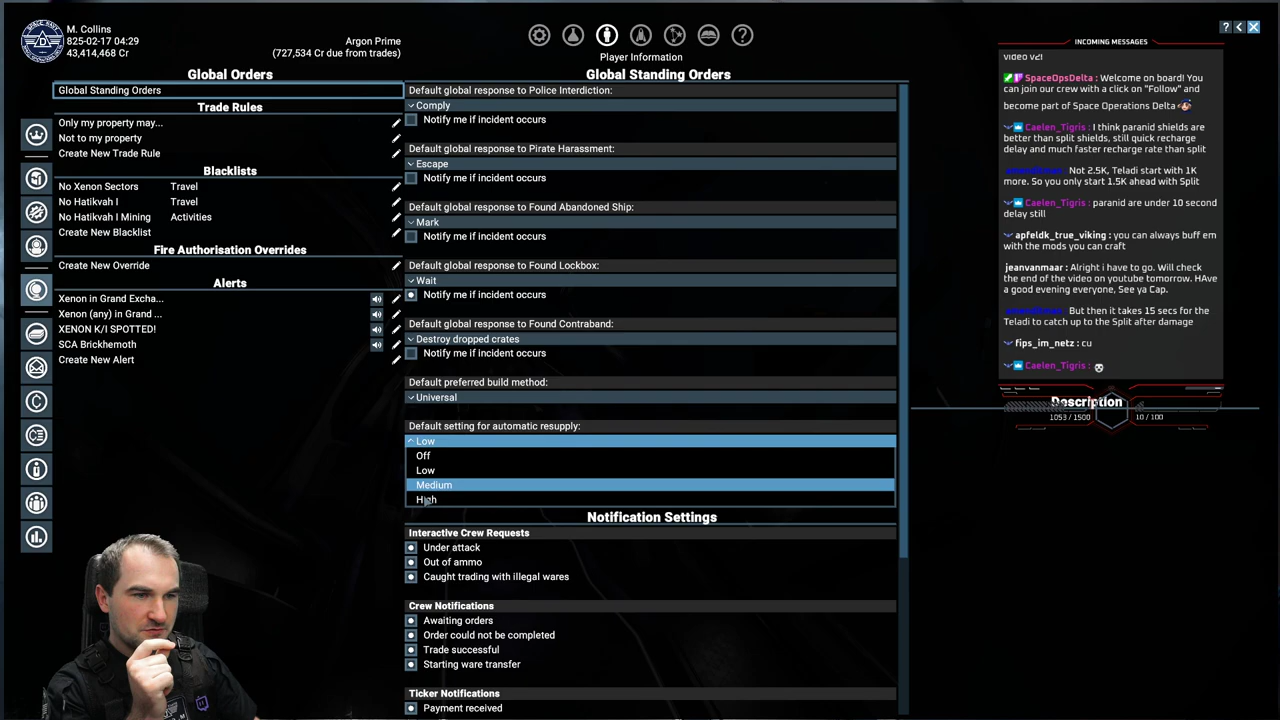 M. Collins
825-02-17 04:29
43,414,468 Cr
Argon Prime
(727,534 Cr due from trades)
Player Information
Global Orders
Global Standing Orders
Trade Rules
Only my property may...
Not to my property
Create New Trade Rule
Blacklists
No Xenon Sectors Travel
No Hatikvah I Travel
No Hatikvah I Mining Activities
Create New Blacklist
Fire Authorisation Overrides
Create New Override
Alerts
Xenon in Grand Excha...
Xenon (any) in Grand ...
XENON K/I SPOTTED!
SCA Brickhemoth
Create New Alert
Global Standing Orders
Default global response to Police Interdiction:
Comply
Notify me if incident occurs
Default global response to Pirate Harassment:
Escape
Notify me if incident occurs
Default global response to Found Abandoned Ship:
Mark
Notify me if incident occurs
Default global response to Found Lockbox:
Wait
Notify me if incident occurs
Default global response to Found Contraband:
Destroy dropped crates
Notify me if incident occurs
Default preferred build method:
Universal
Default setting for automatic resupply:
Low
Off
Low
Medium
High
Notification Settings
Interactive Crew Requests
Under attack
Out of ammo
Caught trading with illegal wares
Crew Notifications
Awaiting orders
Order could not be completed
Trade successful
Starting ware transfer
Ticker Notifications
Payment received
INCOMING MESSAGES
video v2!
SpaceOpsDelta : Welcome on board! You
can join our crew with a click on "Follow" and
become part of Space Operations Delta
Caelen_Tigris : I think paranid shields are
better than split shields, still quick recharge
delay and much faster recharge rate than split
Not 2.5K, Teladi start with 1K
more. So you only start 1.5K ahead with Split
Caelen_Tigris : paranid are under 10 second
delay still
apfeldk_true_viking : you can always buff em
with the mods you can craft
jeanvanmaar : Alright i have to go. Will check
the end of the video on youtube tomorrow. HAve
a good evening everyone, See ya Cap.
But then it takes 15 secs for the
Teladi to catch up to the Split after damage
fips_im_netz : cu
Caelen_Tigris :
Description
1053 / 1500
10 / 100